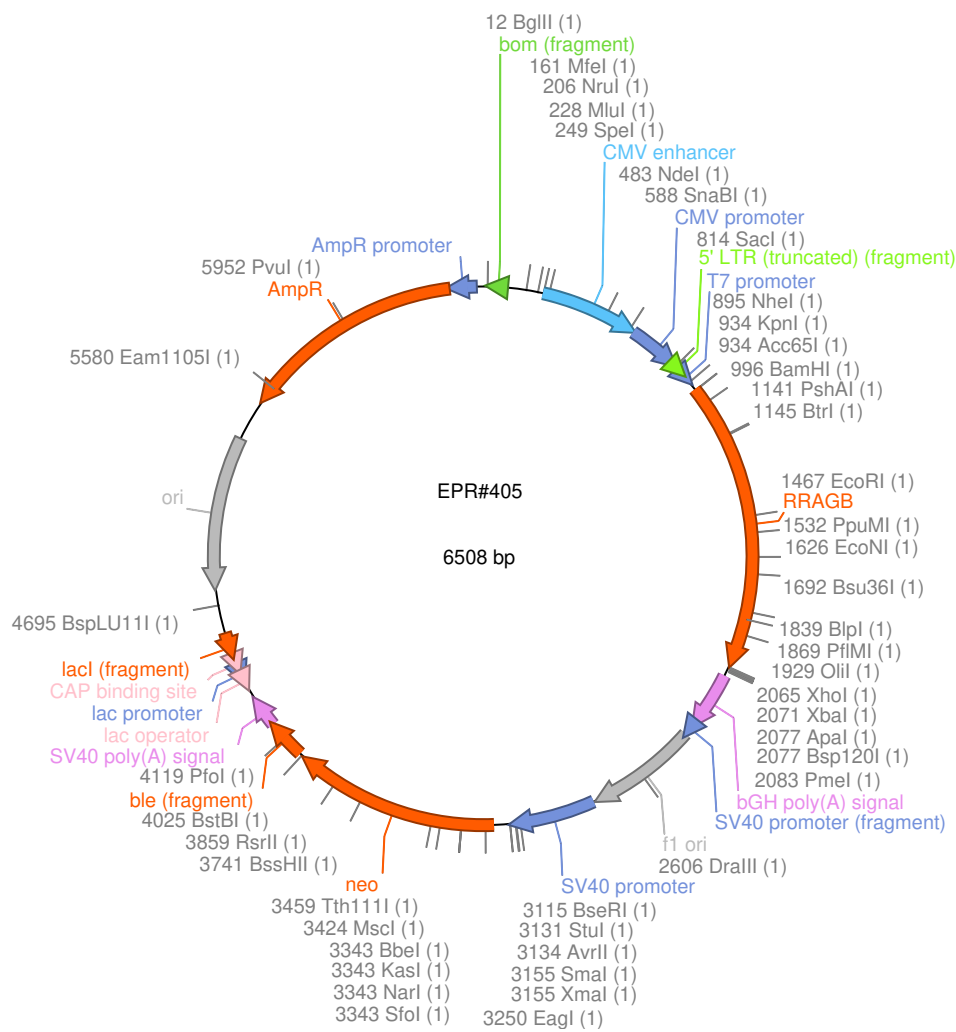 12 BglII (1)
bom (fragment)
161 MfeI (1)
206 NruI (1)
228 MluI (1)
249 SpeI (1)
CMV enhancer
483 NdeI (1)
588 SnaBI (1)
CMV promoter
814 SacI (1)
5' LTR (truncated) (fragment)
T7 promoter
895 NheI (1)
934 KpnI (1)
934 Acc65I (1)
996 BamHI (1)
1141 PshAI (1)
1145 BtrI (1)
1467 EcoRI (1)
RRAGB
1532 PpuMI (1)
1626 EcoNI (1)
1692 Bsu36I (1)
1839 BlpI (1)
1869 PflMI (1)
1929 OliI (1)
2065 XhoI (1)
2071 XbaI (1)
2077 ApaI (1)
2077 Bsp120I (1)
2083 PmeI (1)
bGH poly(A) signal
SV40 promoter (fragment)
f1 ori
2606 DraIII (1)
SV40 promoter
3115 BseRI (1)
3131 StuI (1)
3134 AvrII (1)
3155 SmaI (1)
3155 XmaI (1)
3250 EagI (1)
3343 SfoI (1)
3343 NarI (1)
3343 KasI (1)
3343 BbeI (1)
3424 MscI (1)
3459 Tth111I (1)
neo
3741 BssHII (1)
3859 RsrII (1)
4025 BstBI (1)
ble (fragment)
4119 PfoI (1)
SV40 poly(A) signal
lac operator
lac promoter
CAP binding site
lacI (fragment)
4695 BspLU11I (1)
ori
5580 Eam1105I (1)
AmpR
5952 PvuI (1)
AmpR promoter
EPR#405
6508 bp